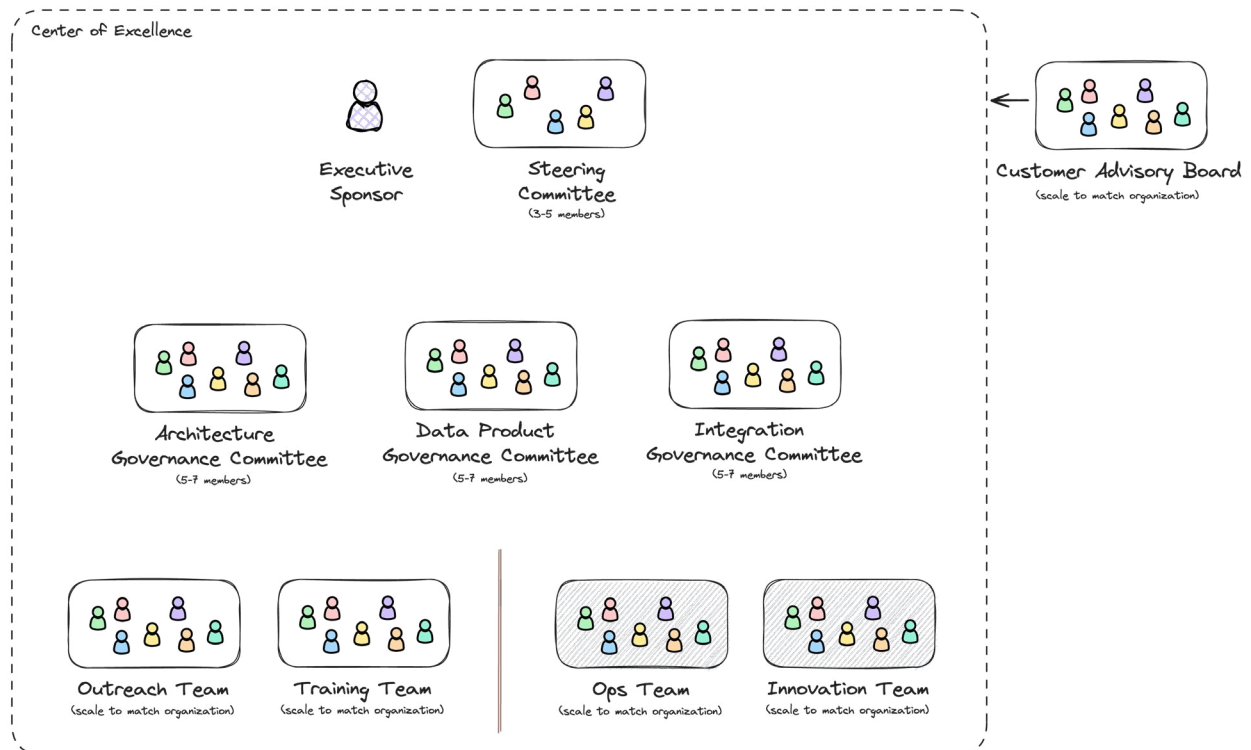 Center of Excellence
Executive
Sponsor
Steering
Committee
(3-5 members)
Customer Advisory Board
(scale to match organization)
Architecture
Governance Committee
(5-7 members)
Data Product
Governance Committee
(5-7 members)
Integration
Governance Committee
(5-7 members)
Outreach Team
(scale to match organization)
Training Team
(scale to match organization)
Ops Team
(scale to match organization)
Innovation Team
(scale to match organization)